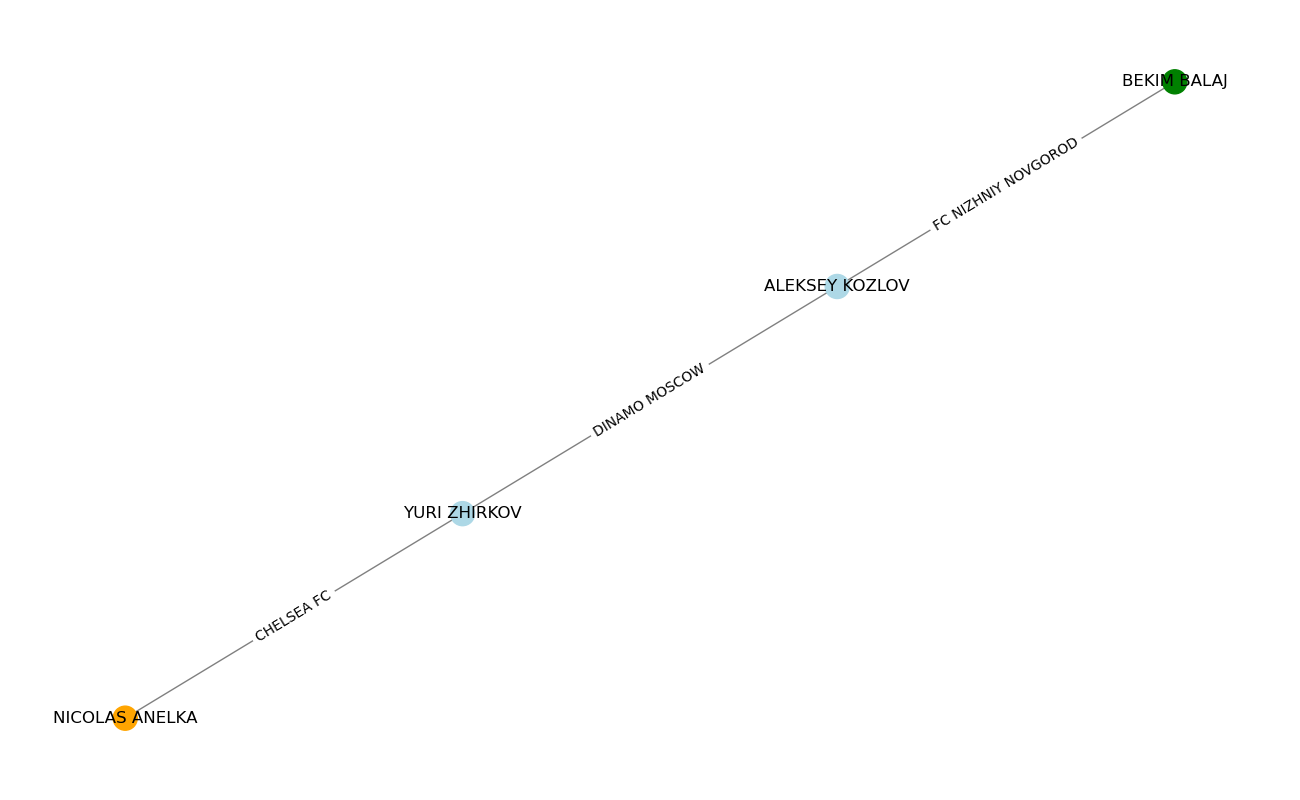 BEKIM BALAJ
FC NIZHNIY NOVGOROD
ALEKSEY KOZLOV
DINAMO MOSCOW
YURI ZHIRKOV
CHELSEA FC
NICOLAS ANELKA